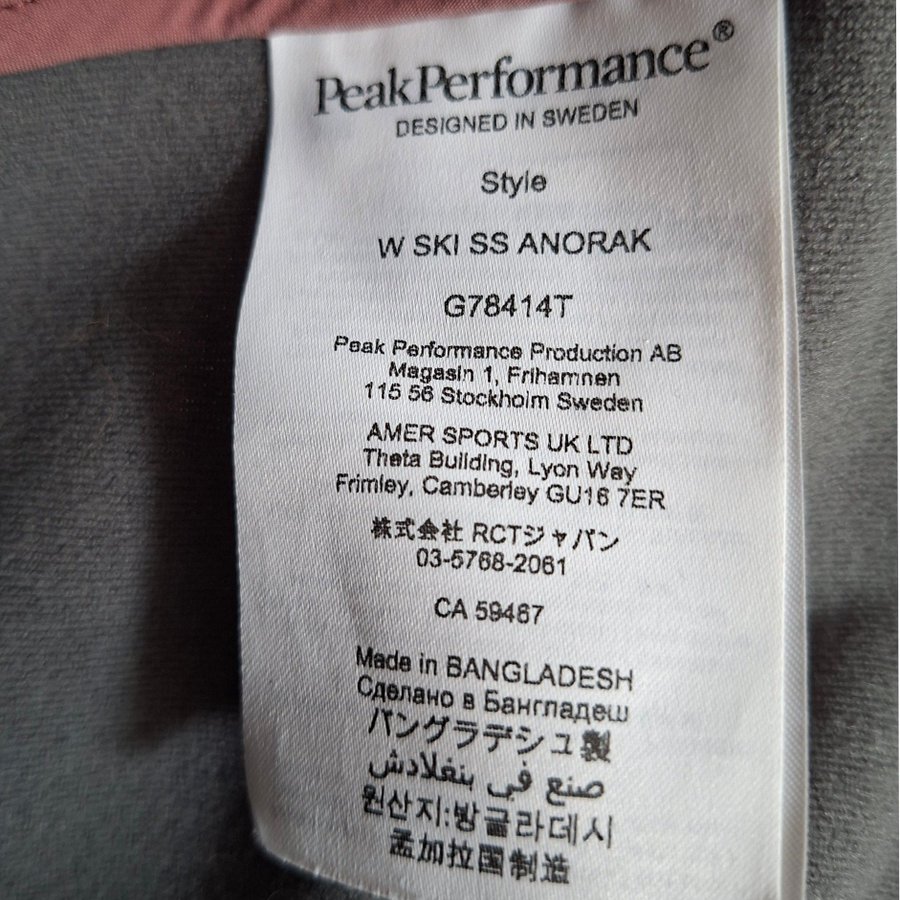 PeakPerformance®
DESIGNED IN SWEDEN
Style
W SKI SS ANORAK
G78414T
Peak Performance Production AB
Magasin 1, Frihamnen
115 56 Stockholm Sweden
AMER SPORTS UK LTD
Theta Building, Lyon Way
Frimley, Camberley GU16 7ER
株式会社 RCTジャパン
03-5768-2061
CA 59467
Made in BANGLADESH
Сделано в Бангладеш
バングラデシュ製
صنع في بنغلادش
원산지:방글라데시
孟加拉国制造